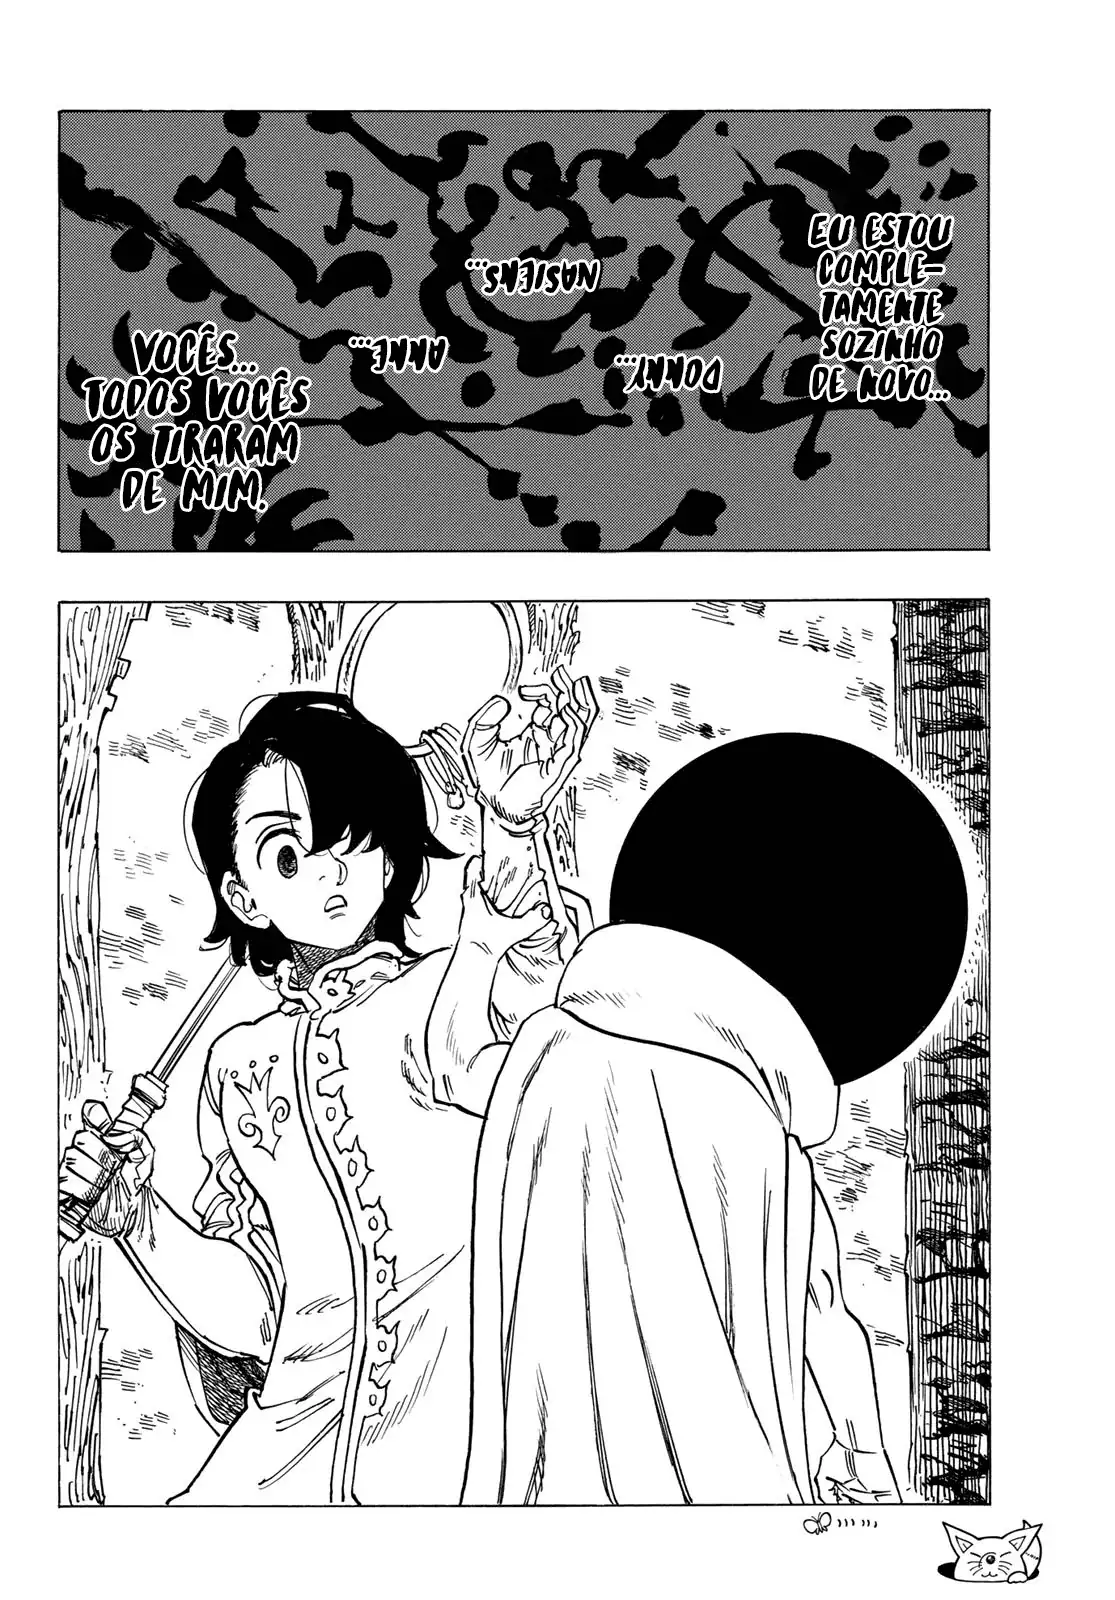 EU ESTOU
COMPLE-
TAMENTE
SOZINHO
DE NOVO...
DONNY...
NASIENS...
ANNE...
VOCÊS...
TODOS VOCÊS
OS TIRARAM
DE MIM.